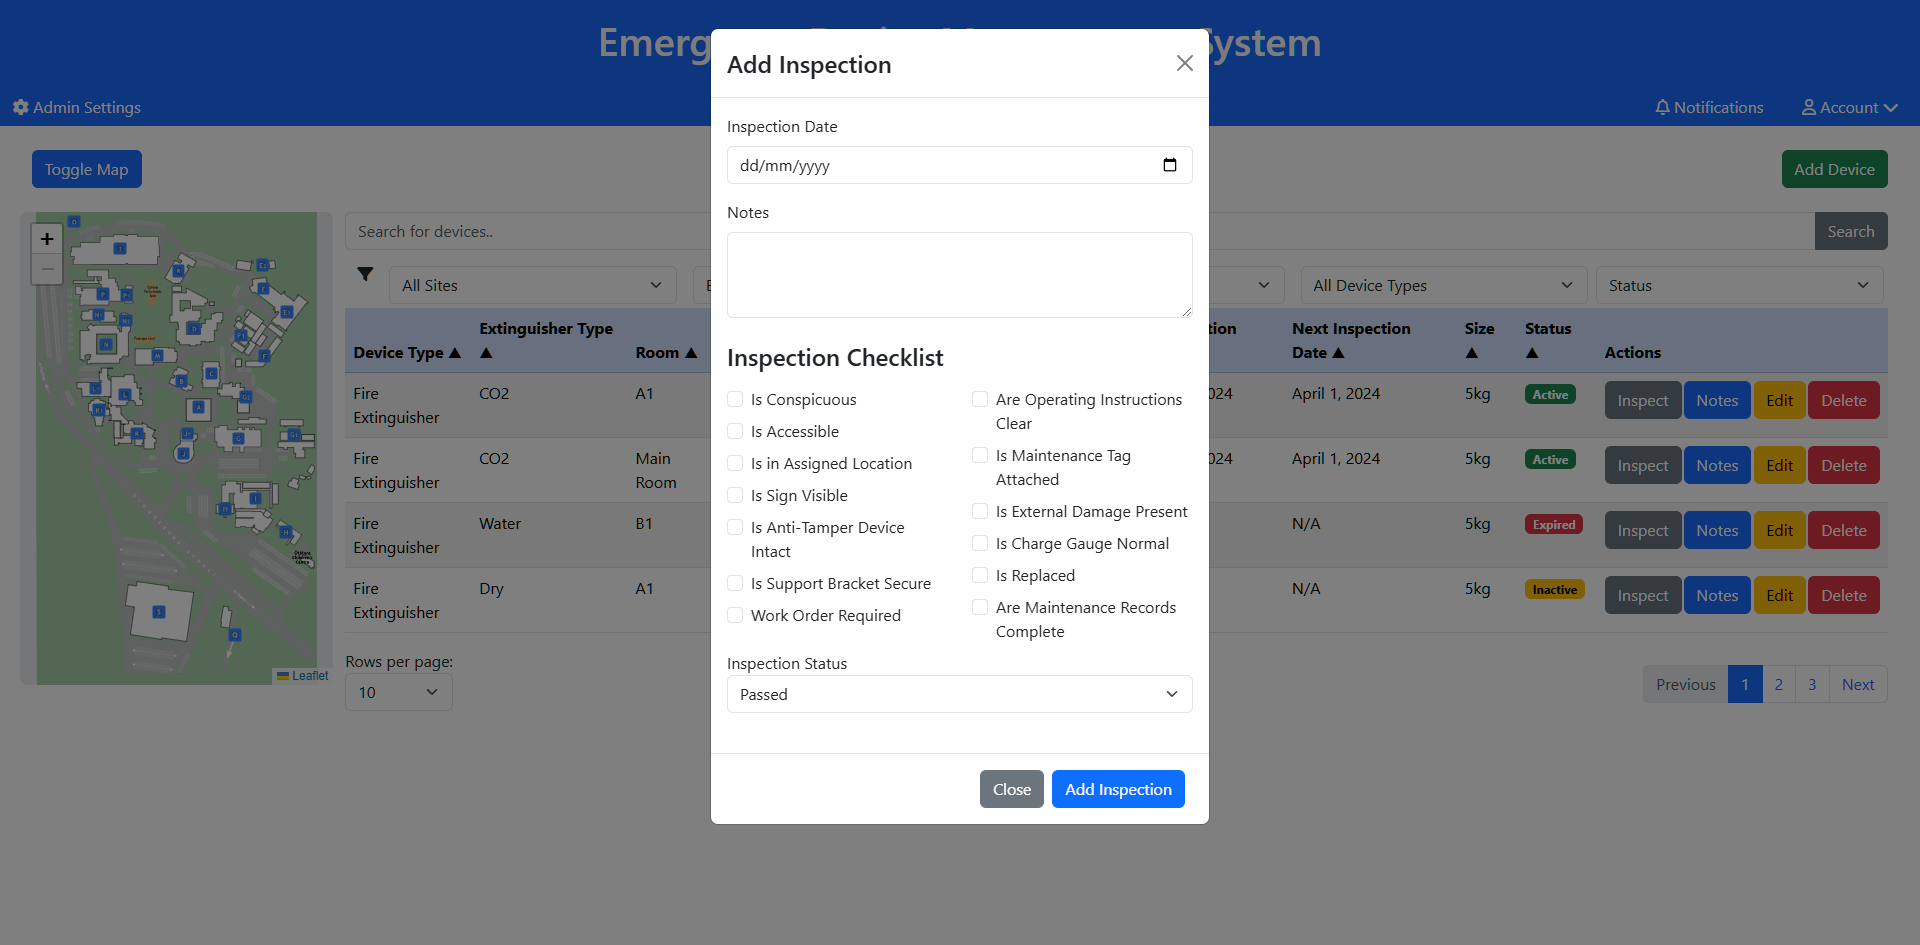 Emerg System
Admin Settings
Notifications
Account
Toggle Map
Add Device
Add Inspection
Inspection Date
dd/mm/yyyy
Notes
Inspection Checklist
Is Conspicuous
Is Accessible
Is in Assigned Location
Is Sign Visible
Is Anti-Tamper Device
Intact
Is Support Bracket Secure
Work Order Required
Are Operating Instructions
Clear
Is Maintenance Tag
Attached
Is External Damage Present
Is Charge Gauge Normal
Is Replaced
Are Maintenance Records
Complete
Inspection Status
Passed
Close
Add Inspection
+
−
Leaflet
Search for devices..
Search
All Sites
All Device Types
Status
Device Type ▲
Extinguisher Type
▲
Room ▲
tion
Next Inspection
Date ▲
Size
▲
Status
▲
Actions
Fire
Extinguisher
CO2
A1
024
April 1, 2024
5kg
Active
Inspect
Notes
Edit
Delete
Fire
Extinguisher
CO2
Main
Room
024
April 1, 2024
5kg
Active
Inspect
Notes
Edit
Delete
Fire
Extinguisher
Water
B1
N/A
5kg
Expired
Inspect
Notes
Edit
Delete
Fire
Extinguisher
Dry
A1
N/A
5kg
Inactive
Inspect
Notes
Edit
Delete
Rows per page:
10
Previous
1
2
3
Next